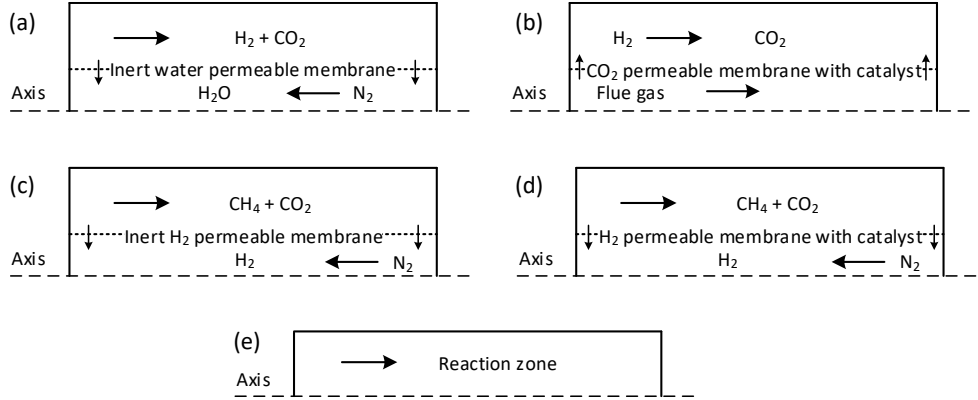 (a)
H₂ + CO₂
Inert water permeable membrane
Axis
H₂O
N₂
(b)
H₂
CO₂
CO₂ permeable membrane with catalyst
Axis
Flue gas
(c)
CH₄ + CO₂
Inert H₂ permeable membrane
Axis
H₂
N₂
(d)
CH₄ + CO₂
H₂ permeable membrane with catalyst
Axis
H₂
N₂
(e)
Reaction zone
Axis